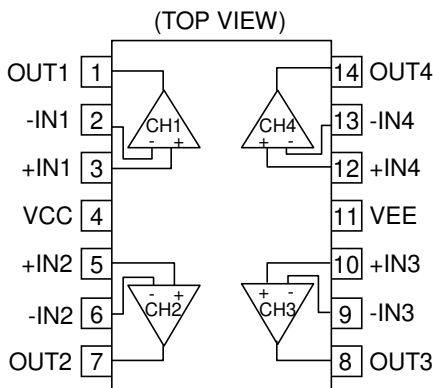 (TOP VIEW)
OUT1 1 14 OUT4
-IN1 2 CH1 CH4 13 -IN4
- + + -
+IN1 3 12 +IN4
VCC 4 11 VEE
+IN2 5 10 +IN3
- + + -
-IN2 6 CH2 CH3 9 -IN3
OUT2 7 8 OUT3